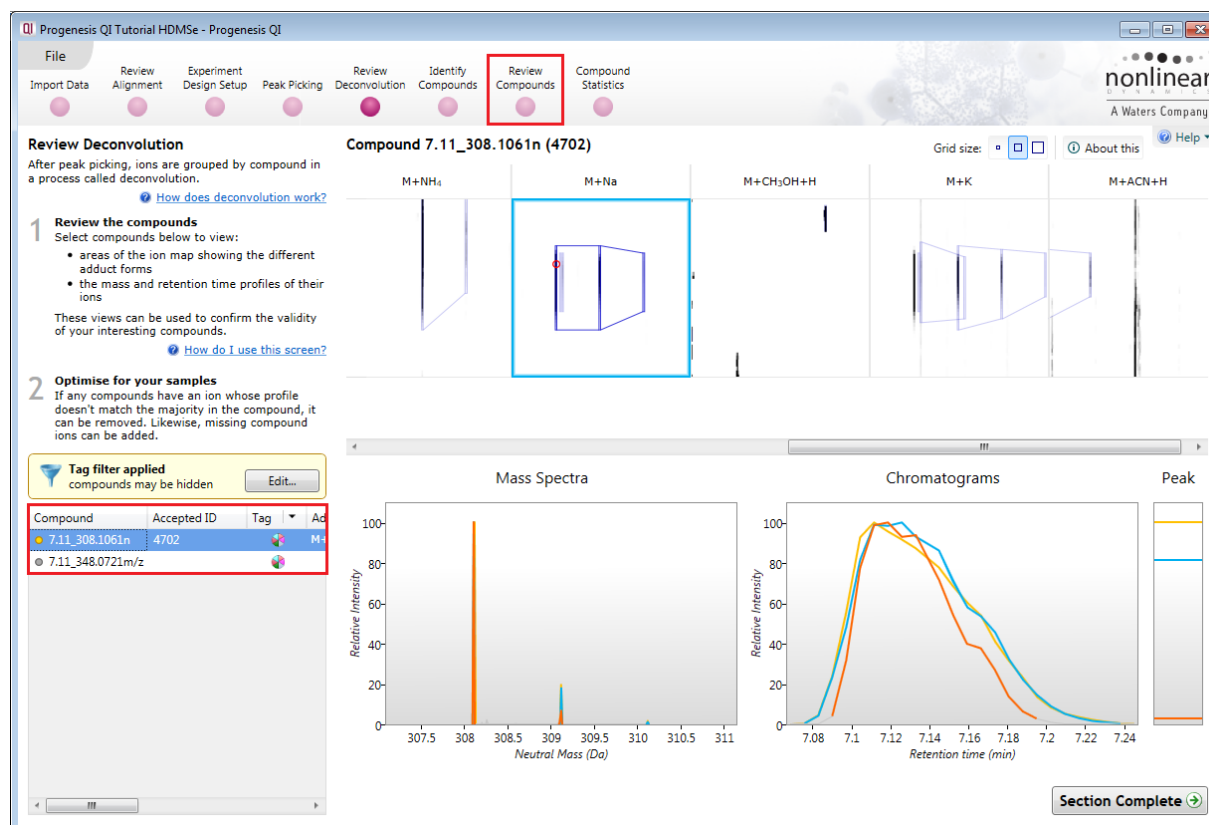 Progenesis QI Tutorial HDMSe - Progenesis QI
File
Import Data
Review Alignment
Experiment Design Setup
Peak Picking
Review Deconvolution
Identify Compounds
Review Compounds
Compound Statistics
nonlinear
DYNAMICS
A Waters Company
Review Deconvolution
After peak picking, ions are grouped by compound in
a process called deconvolution.
How does deconvolution work?
1 Review the compounds
Select compounds below to view:
• areas of the ion map showing the different
adduct forms
• the mass and retention time profiles of their
ions
These views can be used to confirm the validity
of your interesting compounds.
How do I use this screen?
2 Optimise for your samples
If any compounds have an ion whose profile
doesn't match the majority in the compound, it
can be removed. Likewise, missing compound
ions can be added.
Tag filter applied
compounds may be hidden
Edit...
Compound Accepted ID Tag Ad
7.11_308.1061n 4702 M+
7.11_348.0721m/z
Compound 7.11_308.1061n (4702)
Grid size:
About this
Help
M+NH₄ M+Na M+CH₃OH+H M+K M+ACN+H
Mass Spectra
Relative Intensity
100
80
60
40
20
0
307.5 308 308.5 309 309.5 310 310.5 311
Neutral Mass (Da)
Chromatograms
Relative Intensity
100
80
60
40
20
0
7.08 7.1 7.12 7.14 7.16 7.18 7.2 7.22 7.24
Retention time (min)
Peak
Section Complete